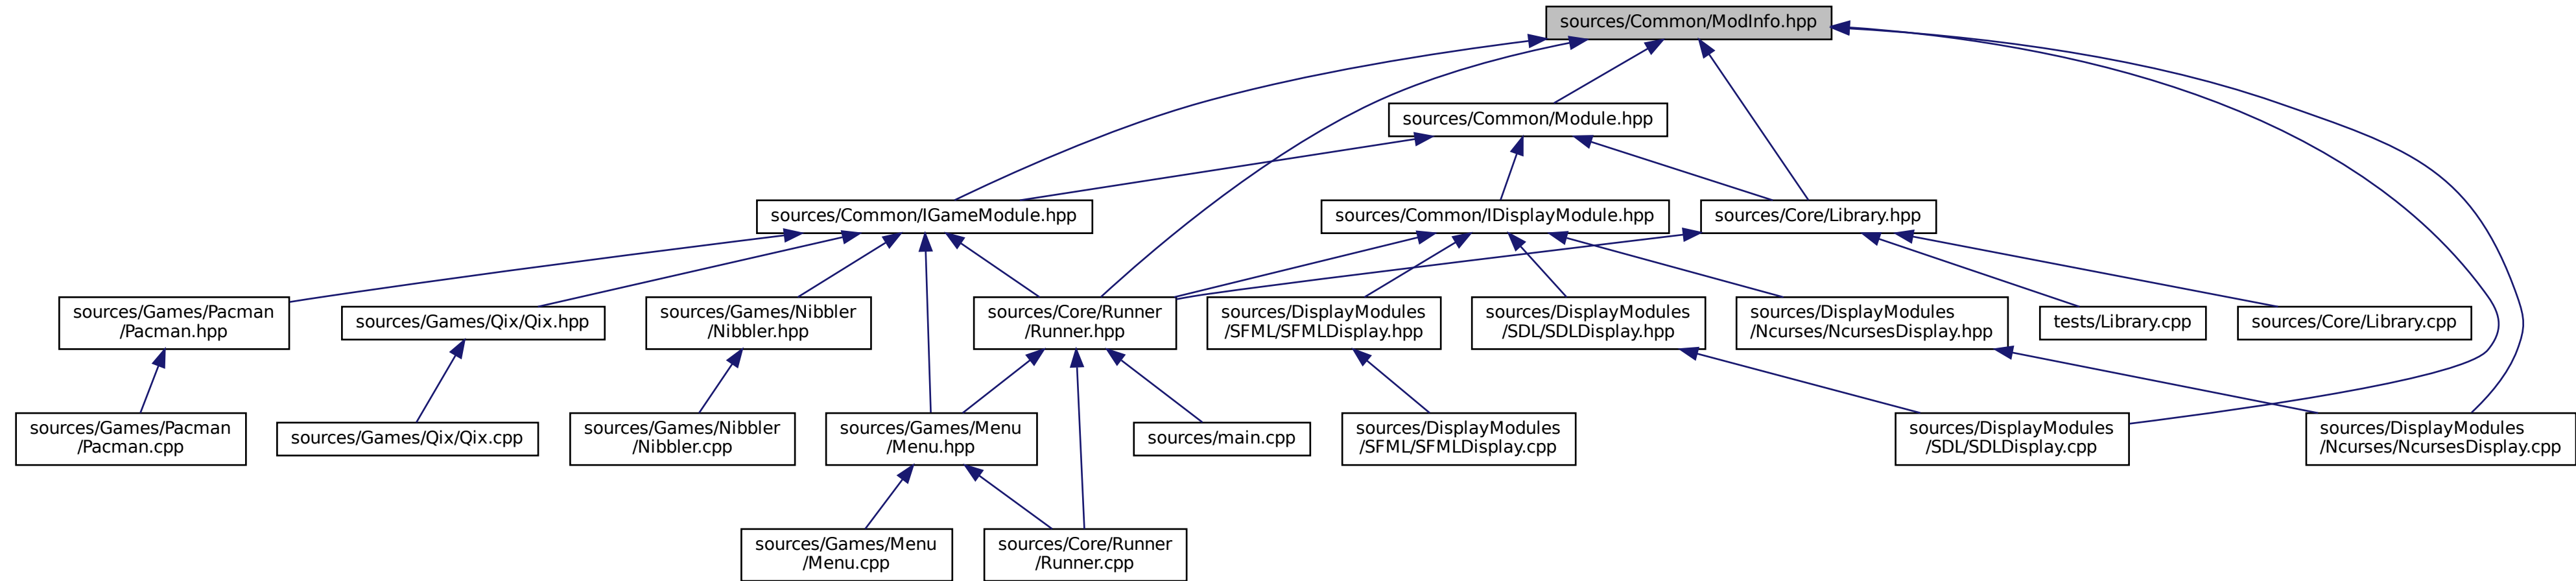 sources/Common/ModInfo.hpp
sources/Common/Module.hpp
sources/Common/IGameModule.hpp
sources/Common/IDisplayModule.hpp
sources/Core/Library.hpp
sources/Games/Pacman
/Pacman.hpp
sources/Games/Qix/Qix.hpp
sources/Games/Nibbler
/Nibbler.hpp
sources/Core/Runner
/Runner.hpp
sources/DisplayModules
/SFML/SFMLDisplay.hpp
sources/DisplayModules
/SDL/SDLDisplay.hpp
sources/DisplayModules
/Ncurses/NcursesDisplay.hpp
tests/Library.cpp
sources/Core/Library.cpp
sources/Games/Pacman
/Pacman.cpp
sources/Games/Qix/Qix.cpp
sources/Games/Nibbler
/Nibbler.cpp
sources/Games/Menu
/Menu.hpp
sources/main.cpp
sources/DisplayModules
/SFML/SFMLDisplay.cpp
sources/DisplayModules
/SDL/SDLDisplay.cpp
sources/DisplayModules
/Ncurses/NcursesDisplay.cpp
sources/Games/Menu
/Menu.cpp
sources/Core/Runner
/Runner.cpp